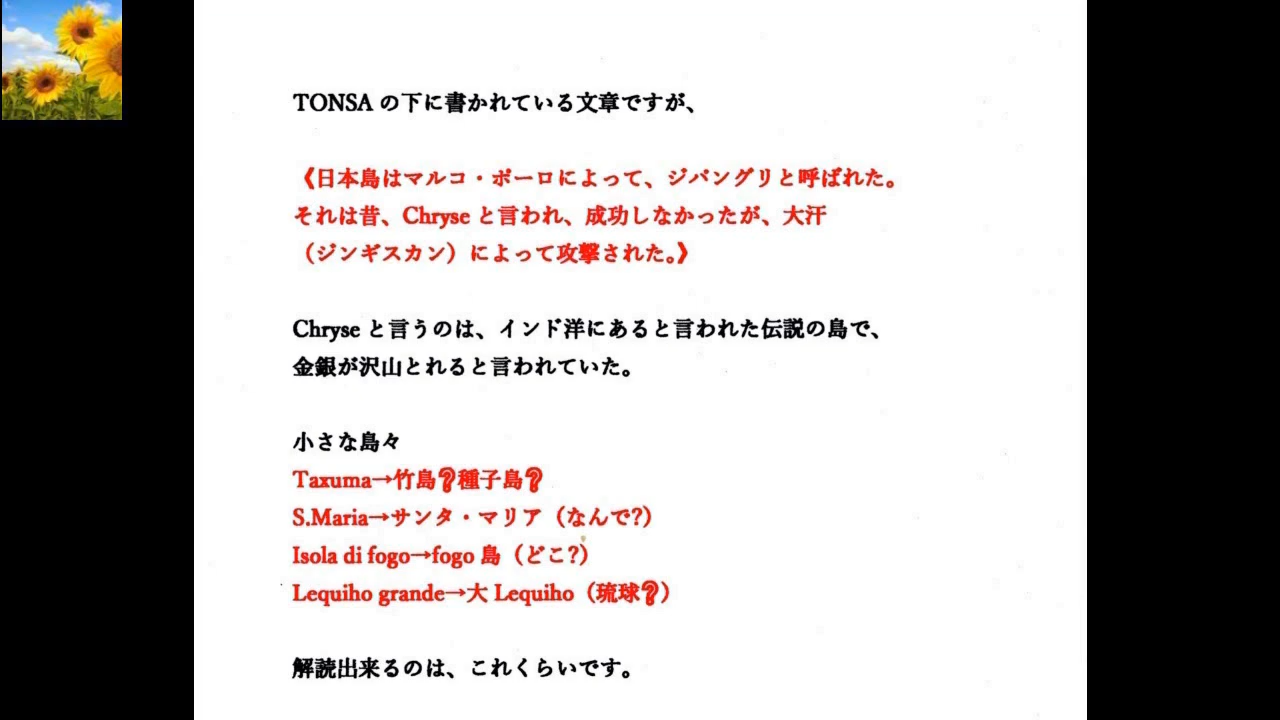 TONSA の下に書かれている文章ですが、
《日本島はマルコ・ポーロによって、ジパングリと呼ばれた。
それは昔、Chryse と言われ、成功しなかったが、大汗
（ジンギスカン）によって攻撃された。》
Chryse と言うのは、インド洋にあると言われた伝説の島で、
金銀が沢山とれると言われていた。
小さな島々
Taxuma→竹島❓種子島❓
S.Maria→サンタ・マリア（なんで?）
Isola di fogo→fogo 島（どこ?）
Lequiho grande→大 Lequiho（琉球❓）
解読出来るのは、これくらいです。